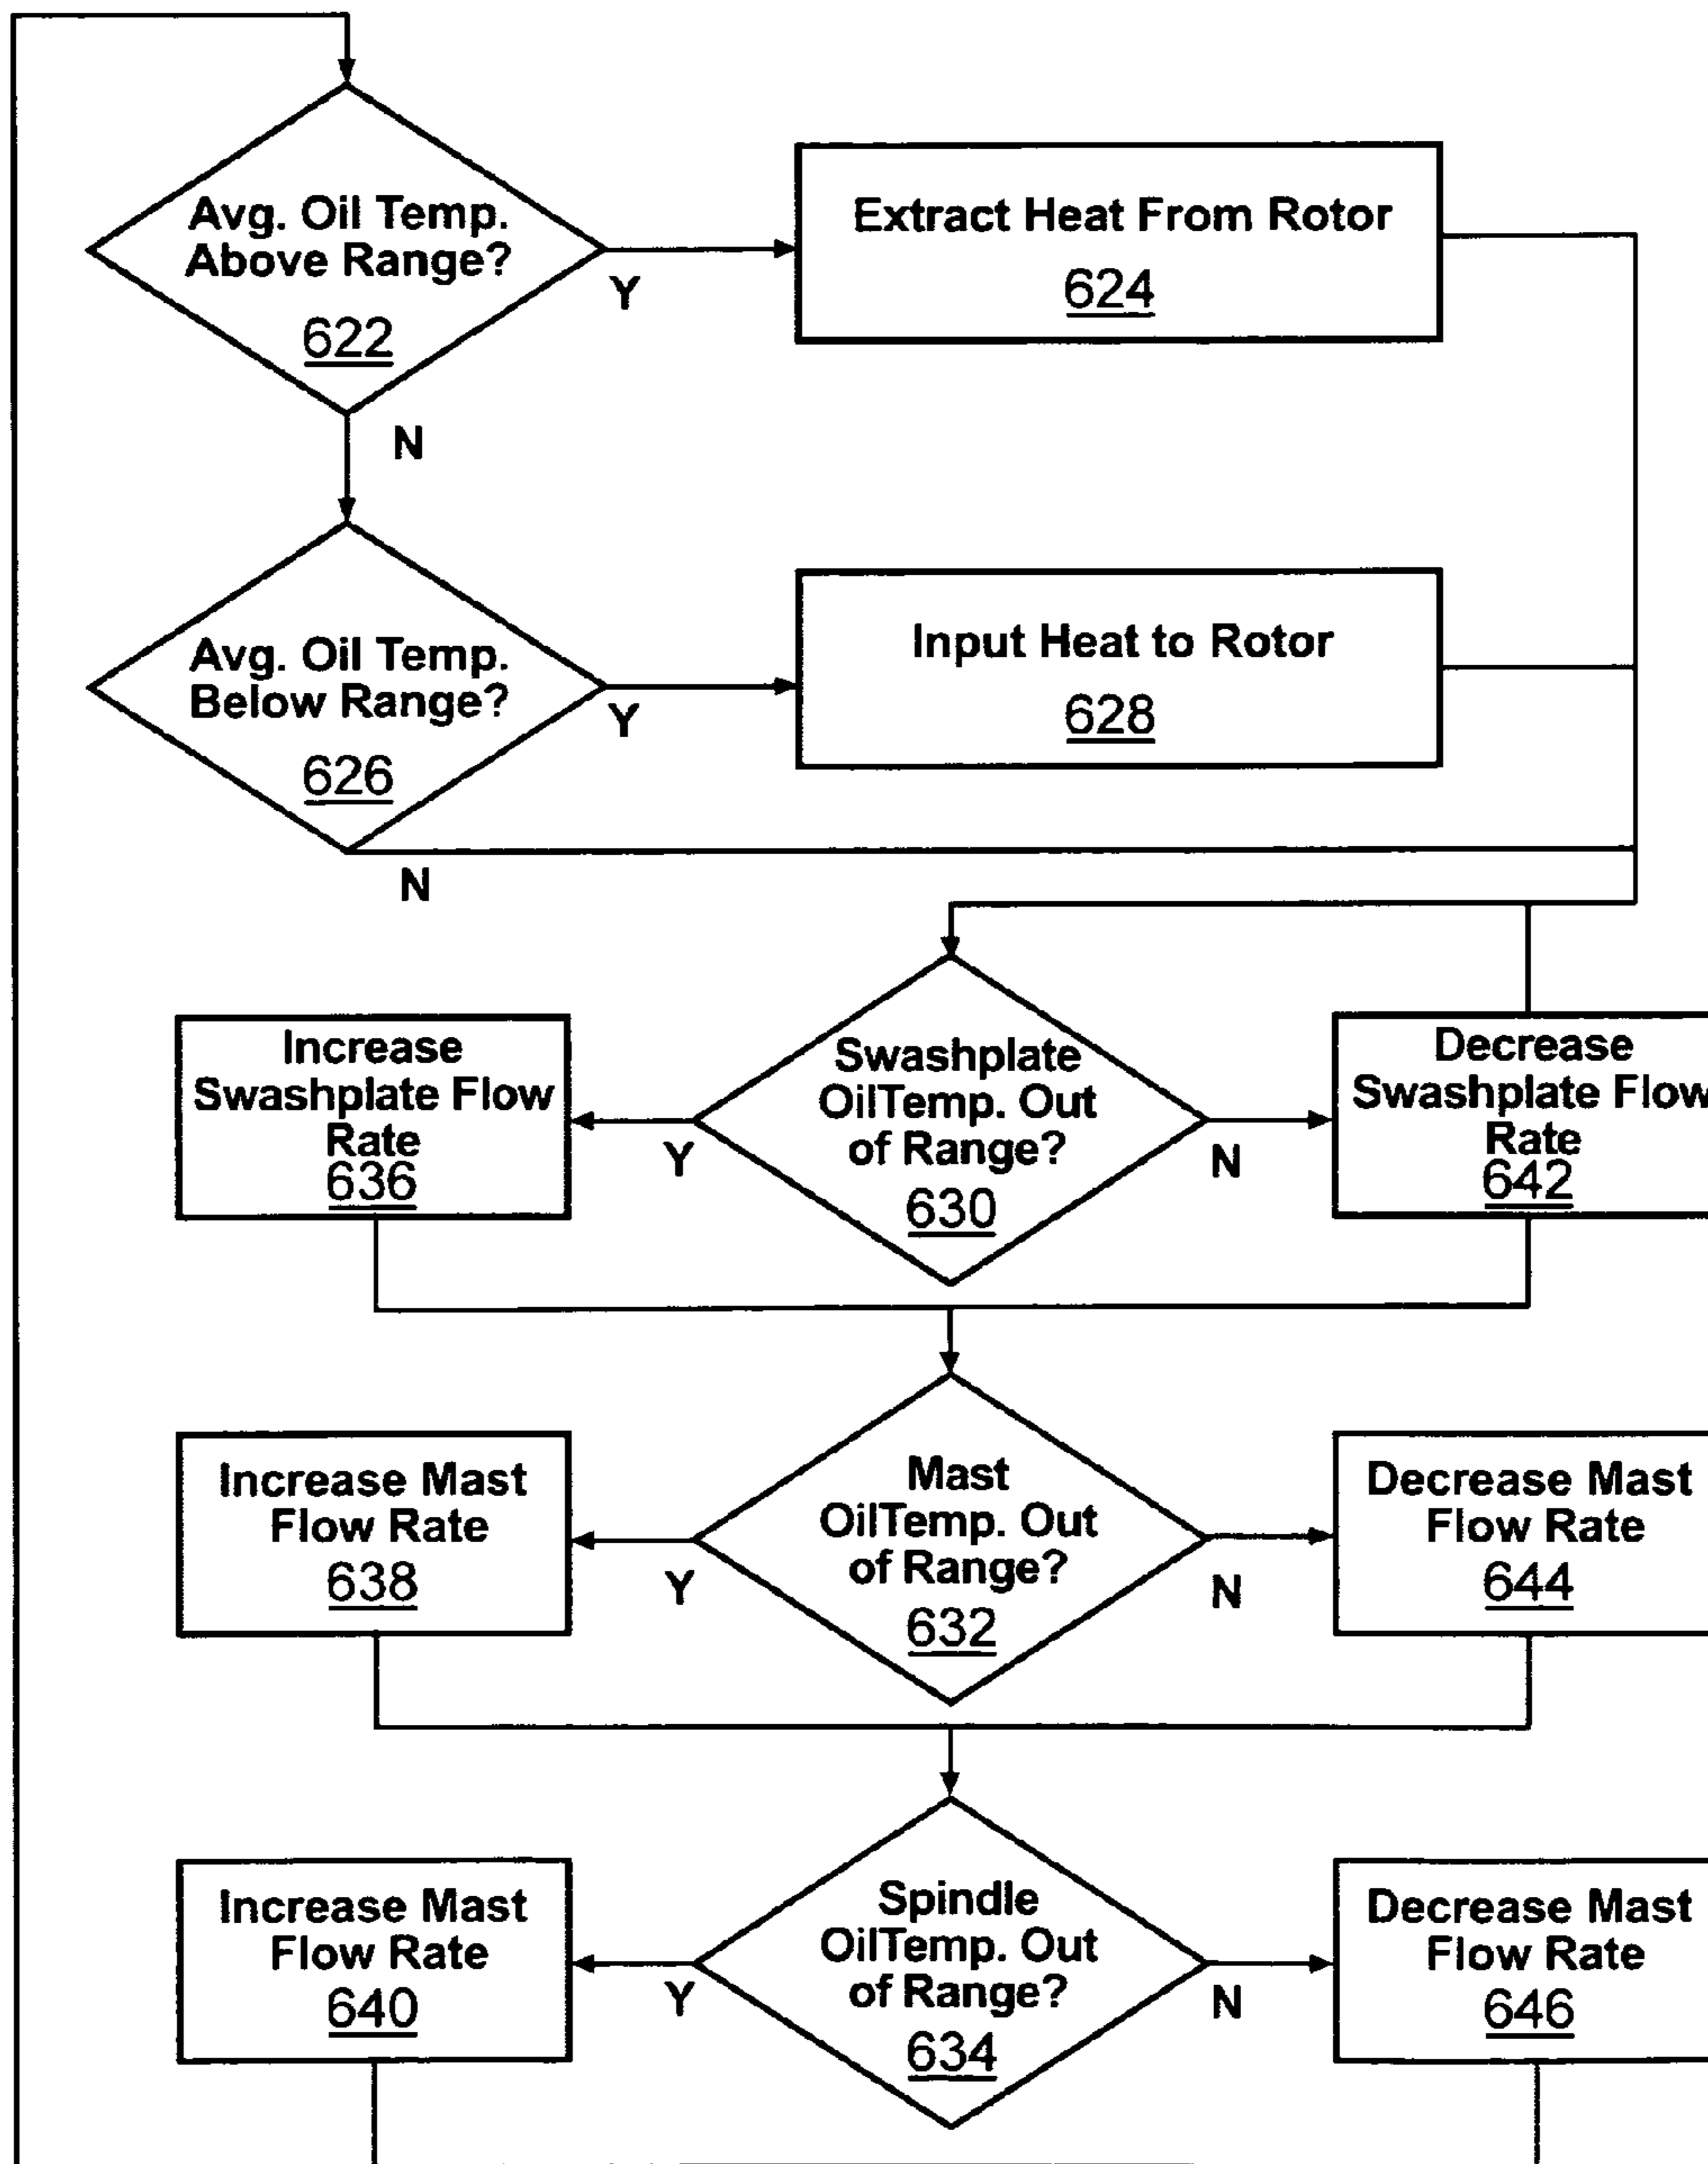 Avg. Oil Temp.
Above Range?
622
Y
N
Extract Heat From Rotor
624
Avg. Oil Temp.
Below Range?
626
Y
N
Input Heat to Rotor
628
Increase
Swashplate Flow
Rate
636
Y
Swashplate
OilTemp. Out
of Range?
630
N
Decrease
Swashplate Flow
Rate
642
Increase Mast
Flow Rate
638
Y
Mast
OilTemp. Out
of Range?
632
N
Decrease Mast
Flow Rate
644
Increase Mast
Flow Rate
640
Y
Spindle
OilTemp. Out
of Range?
634
N
Decrease Mast
Flow Rate
646